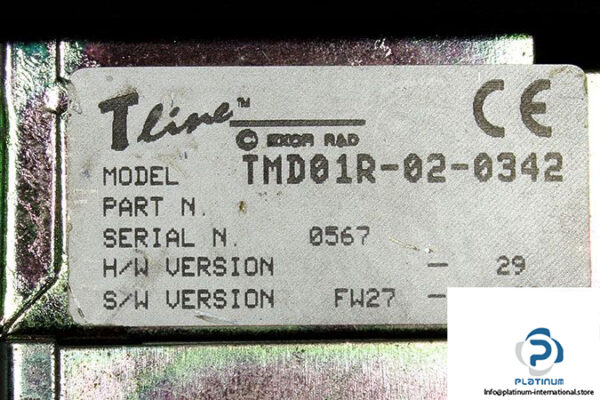 Tline™
© EXOR R&D
CE
MODEL TMD01R-02-0342
PART N.
SERIAL N. 0567
H/W VERSION - 29
S/W VERSION FW27 -
PLATINUM
Info@platinum-international.store